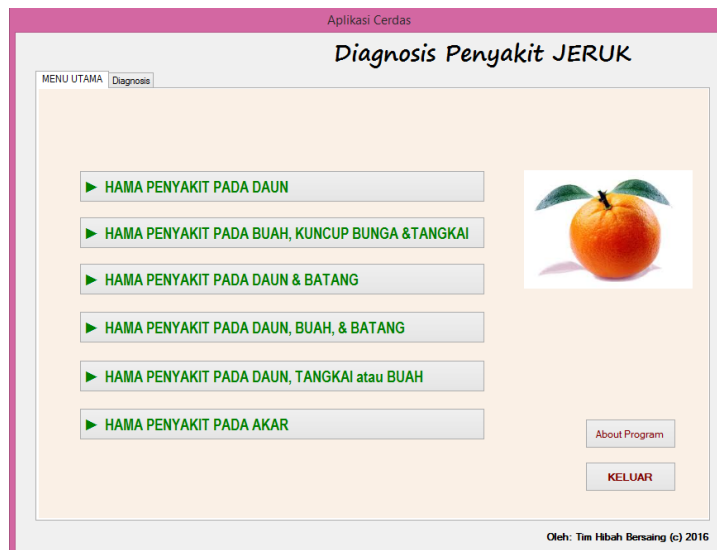 Aplikasi Cerdas
Diagnosis Penyakit JERUK
MENU UTAMA Diagnosis
► HAMA PENYAKIT PADA DAUN
► HAMA PENYAKIT PADA BUAH, KUNCUP BUNGA &TANGKAI
► HAMA PENYAKIT PADA DAUN & BATANG
► HAMA PENYAKIT PADA DAUN, BUAH, & BATANG
► HAMA PENYAKIT PADA DAUN, TANGKAI atau BUAH
► HAMA PENYAKIT PADA AKAR
About Program
KELUAR
Oleh: Tim Hibah Bersaing (c) 2016